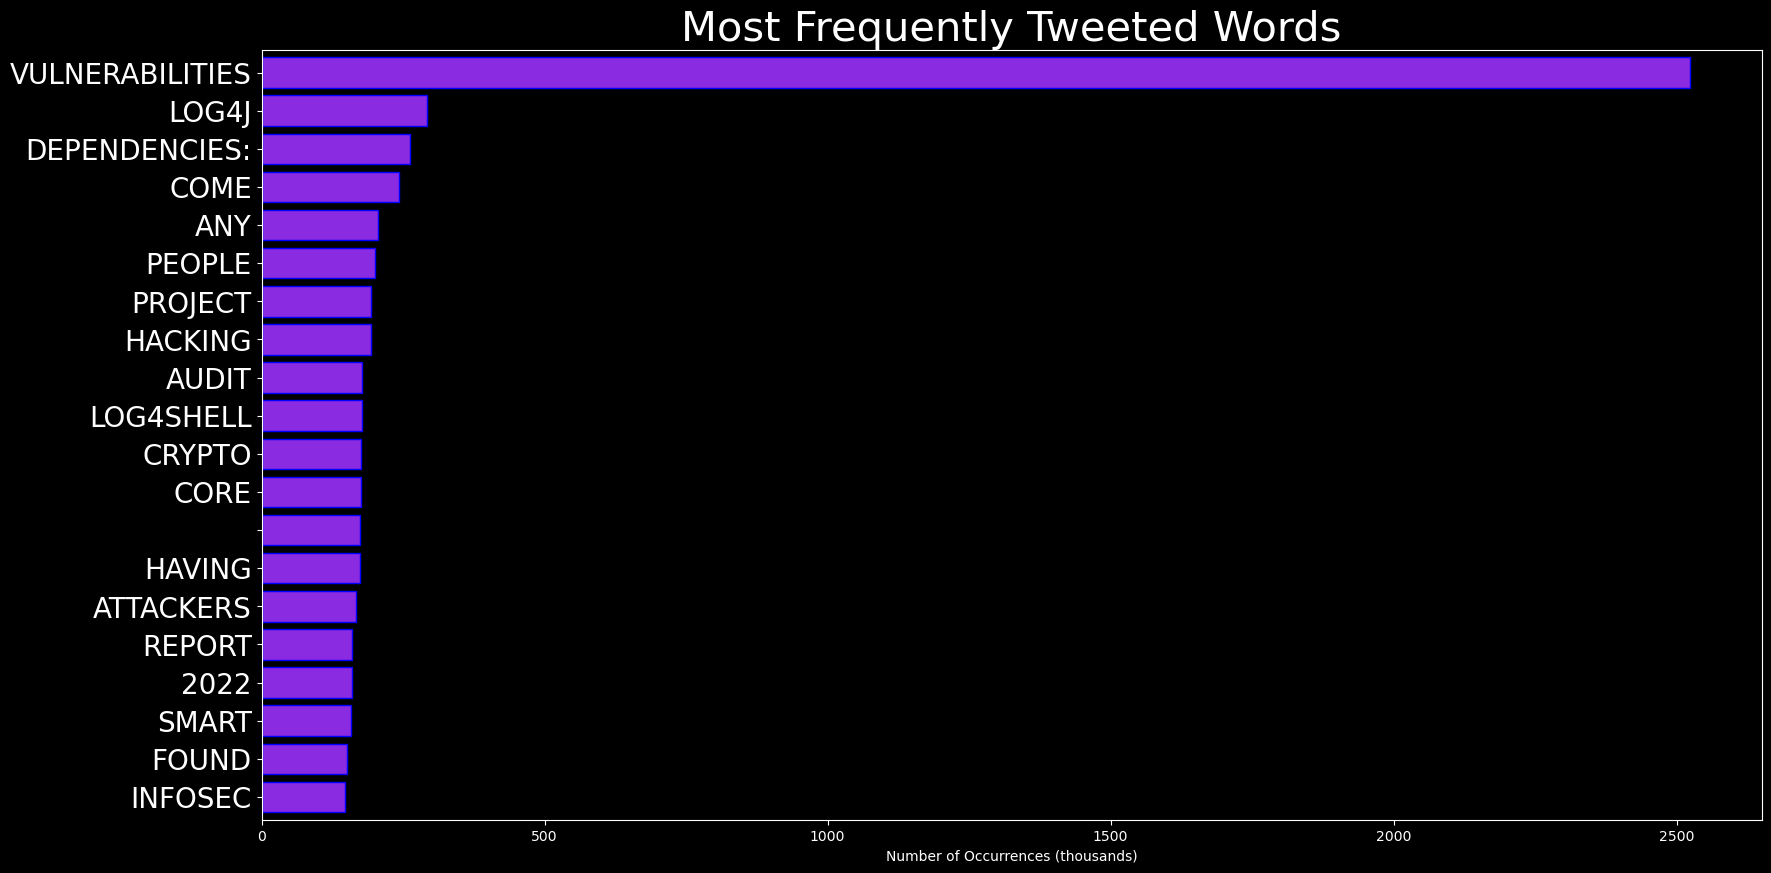 Most Frequently Tweeted Words
VULNERABILITIES
LOG4J
DEPENDENCIES:
COME
ANY
PEOPLE
PROJECT
HACKING
AUDIT
LOG4SHELL
CRYPTO
CORE
HAVING
ATTACKERS
REPORT
2022
SMART
FOUND
INFOSEC
0 500 1000 1500 2000 2500
Number of Occurrences (thousands)